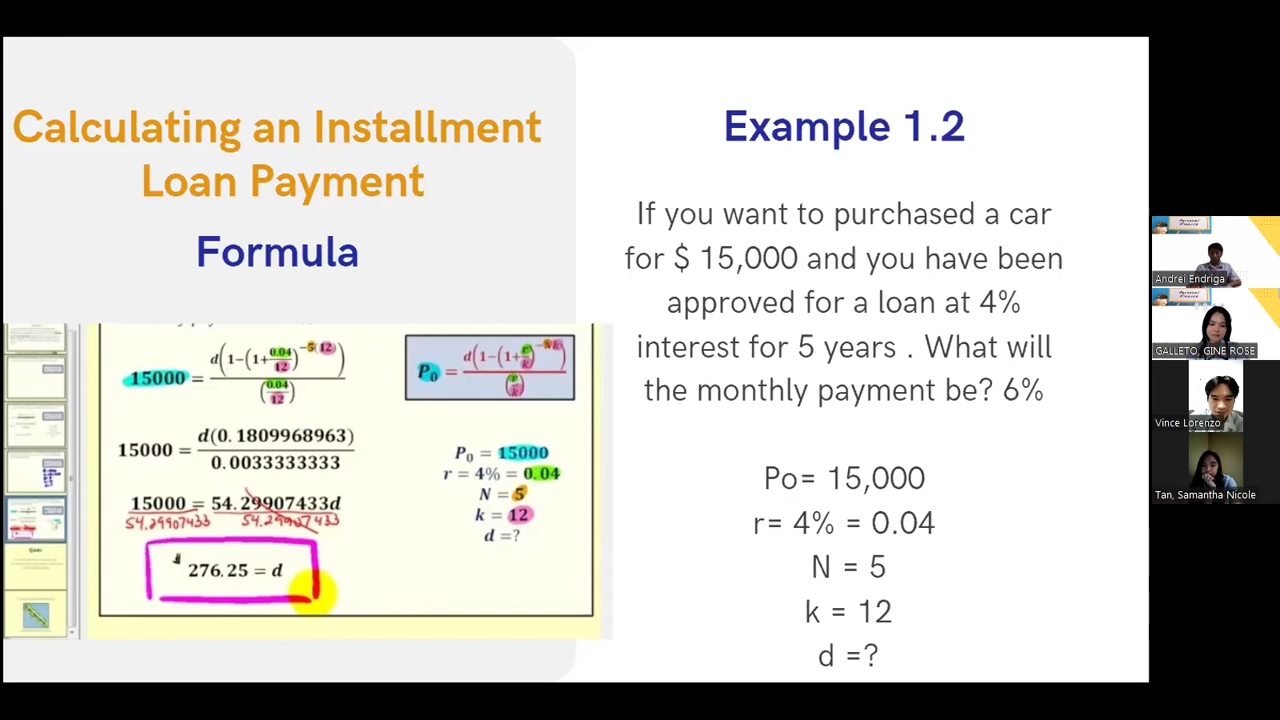 Calculating an Installment
Loan Payment
Formula
15000 = d(1−(1+0.04/12)^−5(12)) / (0.04/12)
P₀ = d(1−(1+r/k)^−Nk) / (r/k)
15000 = d(0.1809968963) / 0.0033333333
15000 = 54.29907433d
54.29907433 54.29907433
276.25 = d
P₀ = 15000
r = 4% = 0.04
N = 5
k = 12
d =?
Example 1.2
If you want to purchased a car
for $ 15,000 and you have been
approved for a loan at 4%
interest for 5 years . What will
the monthly payment be? 6%
Po= 15,000
r= 4% = 0.04
N = 5
k = 12
d =?
Andrei Endriga
GALLETO, GINE ROSE
Vince Lorenzo
Tan, Samantha Nicole